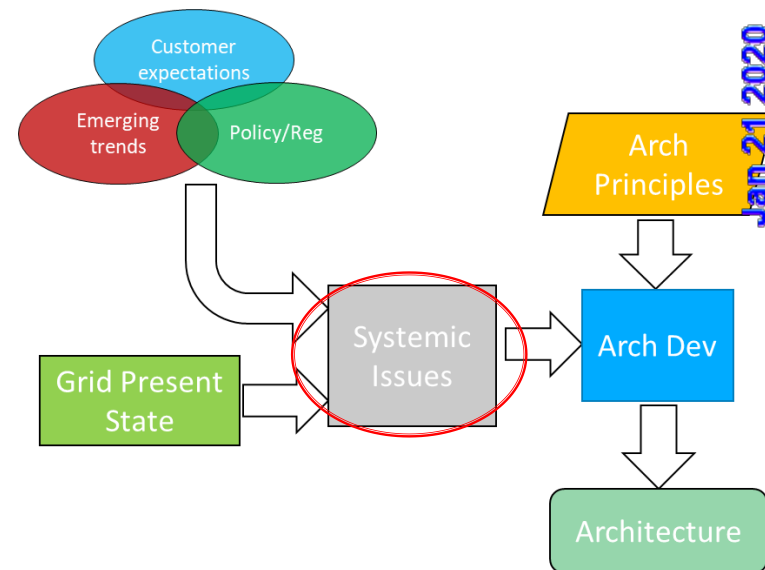 Customer
expectations
Emerging
trends
Policy/Reg
Arch
Principles
Jan 21 2020
Systemic
Issues
Arch Dev
Grid Present
State
Architecture